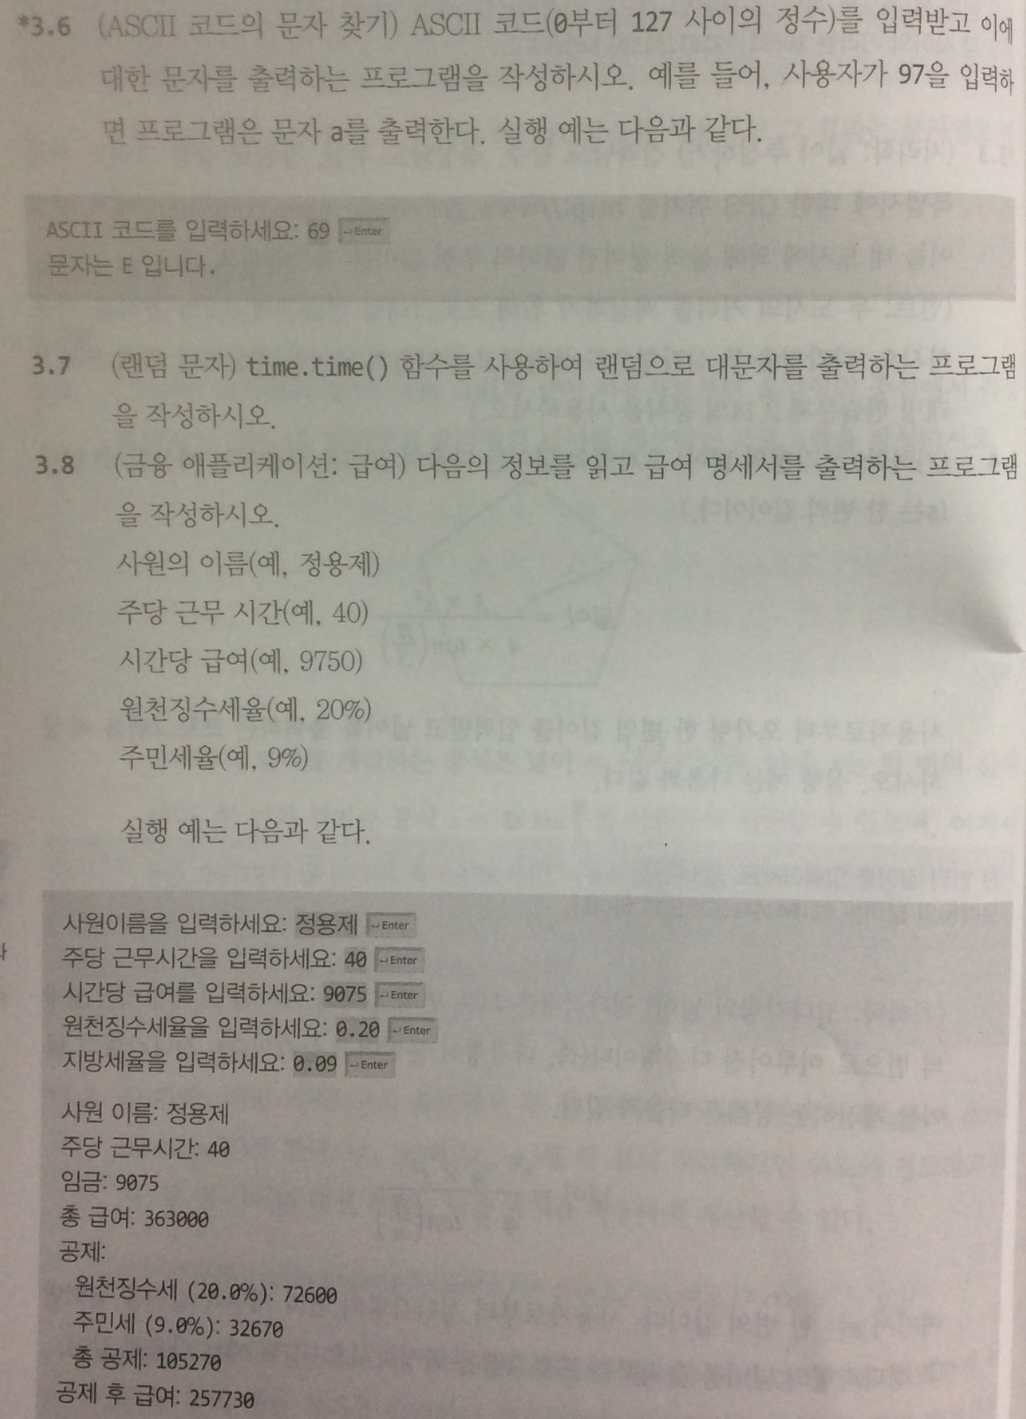 *3.6 (ASCII 코드의 문자 찾기) ASCII 코드(0부터 127 사이의 정수)를 입력받고 이에
대한 문자를 출력하는 프로그램을 작성하시오. 예를 들어, 사용자가 97을 입력하
면 프로그램은 문자 a를 출력한다. 실행 예는 다음과 같다.
ASCII 코드를 입력하세요: 69 ↵Enter
문자는 E 입니다.
3.7 (랜덤 문자) time.time() 함수를 사용하여 랜덤으로 대문자를 출력하는 프로그램
을 작성하시오.
3.8 (금융 애플리케이션: 급여) 다음의 정보를 읽고 급여 명세서를 출력하는 프로그램
을 작성하시오.
사원의 이름(예, 정용제)
주당 근무 시간(예, 40)
시간당 급여(예, 9750)
원천징수세율(예, 20%)
주민세율(예, 9%)
실행 예는 다음과 같다.
사원이름을 입력하세요: 정용제 ↵Enter
주당 근무시간을 입력하세요: 40 ↵Enter
시간당 급여를 입력하세요: 9075 ↵Enter
원천징수세율을 입력하세요: 0.20 ↵Enter
지방세율을 입력하세요: 0.09 ↵Enter
사원 이름: 정용제
주당 근무시간: 40
임금: 9075
총 급여: 363000
공제:
원천징수세 (20.0%): 72600
주민세 (9.0%): 32670
총 공제: 105270
공제 후 급여: 257730